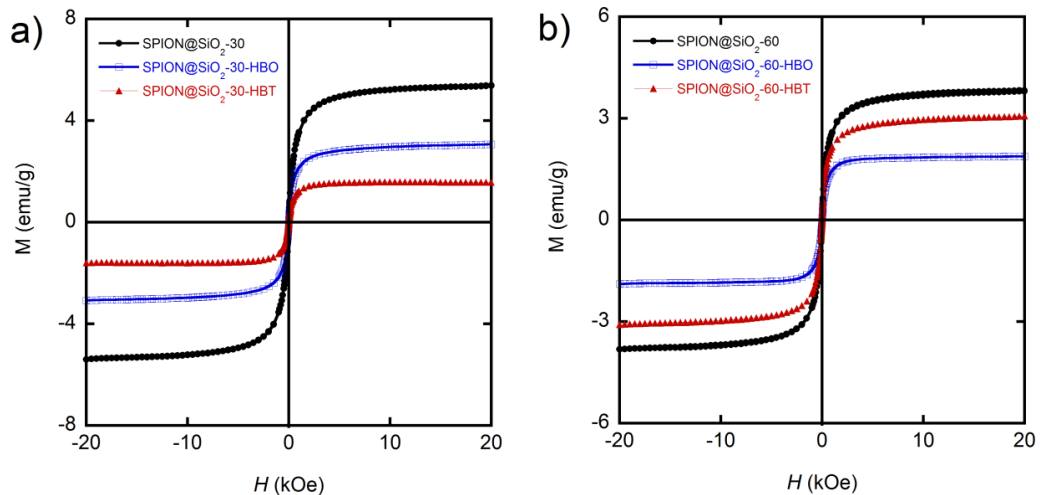 a)
SPION@SiO₂-30
SPION@SiO₂-30-HBO
SPION@SiO₂-30-HBT
M (emu/g)
8
4
0
-4
-8
-20
-10
0
10
20
H (kOe)
b)
SPION@SiO₂-60
SPION@SiO₂-60-HBO
SPION@SiO₂-60-HBT
M (emu/g)
6
3
0
-3
-6
-20
-10
0
10
20
H (kOe)